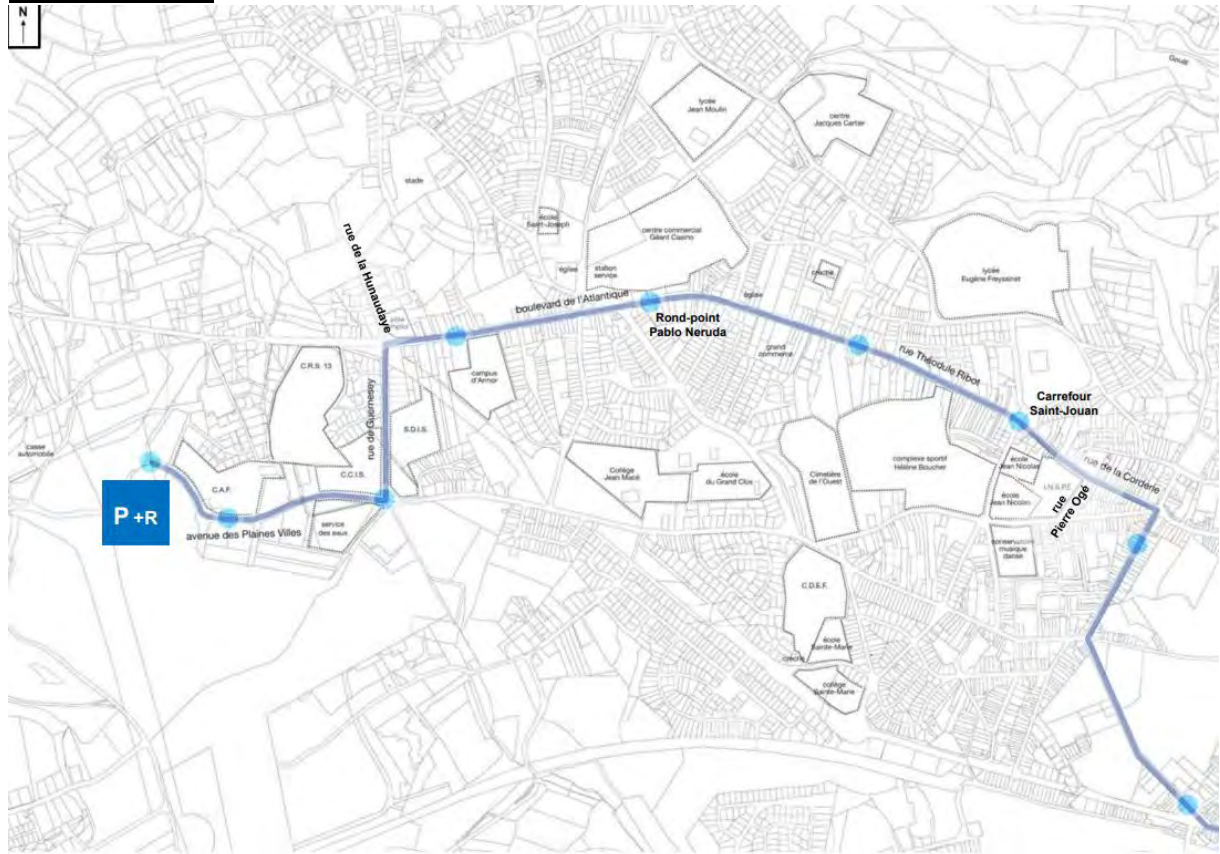 N
Gouët
lycée
Jean Moulin
centre
Jacques Cartier
stade
école
Saint-Joseph
centre commercial
Géant Casino
rue de la Hunaudaye
église
station
service
crèche
lycée
Eugène Freyssinet
boulevard de l'Atlantique
église
Rond-point
Pablo Neruda
grand
commerce
rue Théodule Ribot
C.R.S. 13
campus
d'Armor
Carrefour
Saint-Jouan
rue de Guernesey
S.D.I.S.
casse
automobile
C.C.I.S.
C.A.F.
Collège
Jean Macé
école
du Grand Clos
Cimetière
de l'Ouest
complexe sportif
Hélène Boucher
école
Jean Nicolas
rue de la Corderie
I.N.S.P.E
école
Jean Nicolas
rue
Pierre Ogé
P +R
avenue des Plaines Villes
service
des eaux
conservatoire
musique
danse
C.D.E.F.
école
Sainte-Marie
crèche
collège
Sainte-Marie